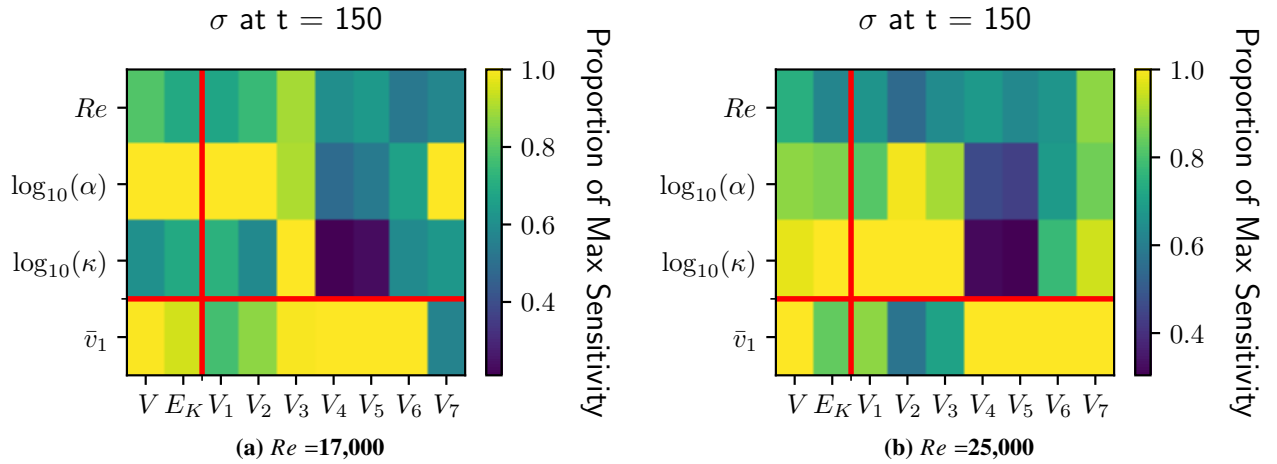 σ at t = 150
Re
log₁₀(α)
log₁₀(κ)
v̄₁
V E_K V₁ V₂ V₃ V₄ V₅ V₆ V₇
1.0
0.8
0.6
0.4
Proportion of Max Sensitivity
(a) Re =17,000
σ at t = 150
Re
log₁₀(α)
log₁₀(κ)
v̄₁
V E_K V₁ V₂ V₃ V₄ V₅ V₆ V₇
1.0
0.8
0.6
0.4
Proportion of Max Sensitivity
(b) Re =25,000